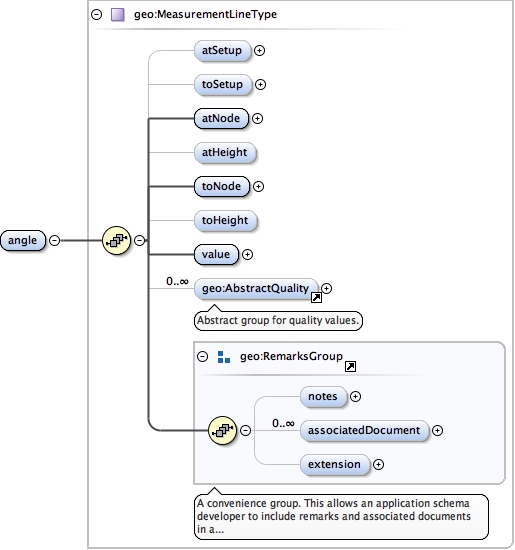 geo:MeasurementLineType
atSetup
toSetup
atNode
atHeight
toNode
toHeight
angle
value
0..∞
geo:AbstractQuality
Abstract group for quality values.
geo:RemarksGroup
notes
0..∞
associatedDocument
extension
A convenience group. This allows an application schema
developer to include remarks and associated documents
in a...